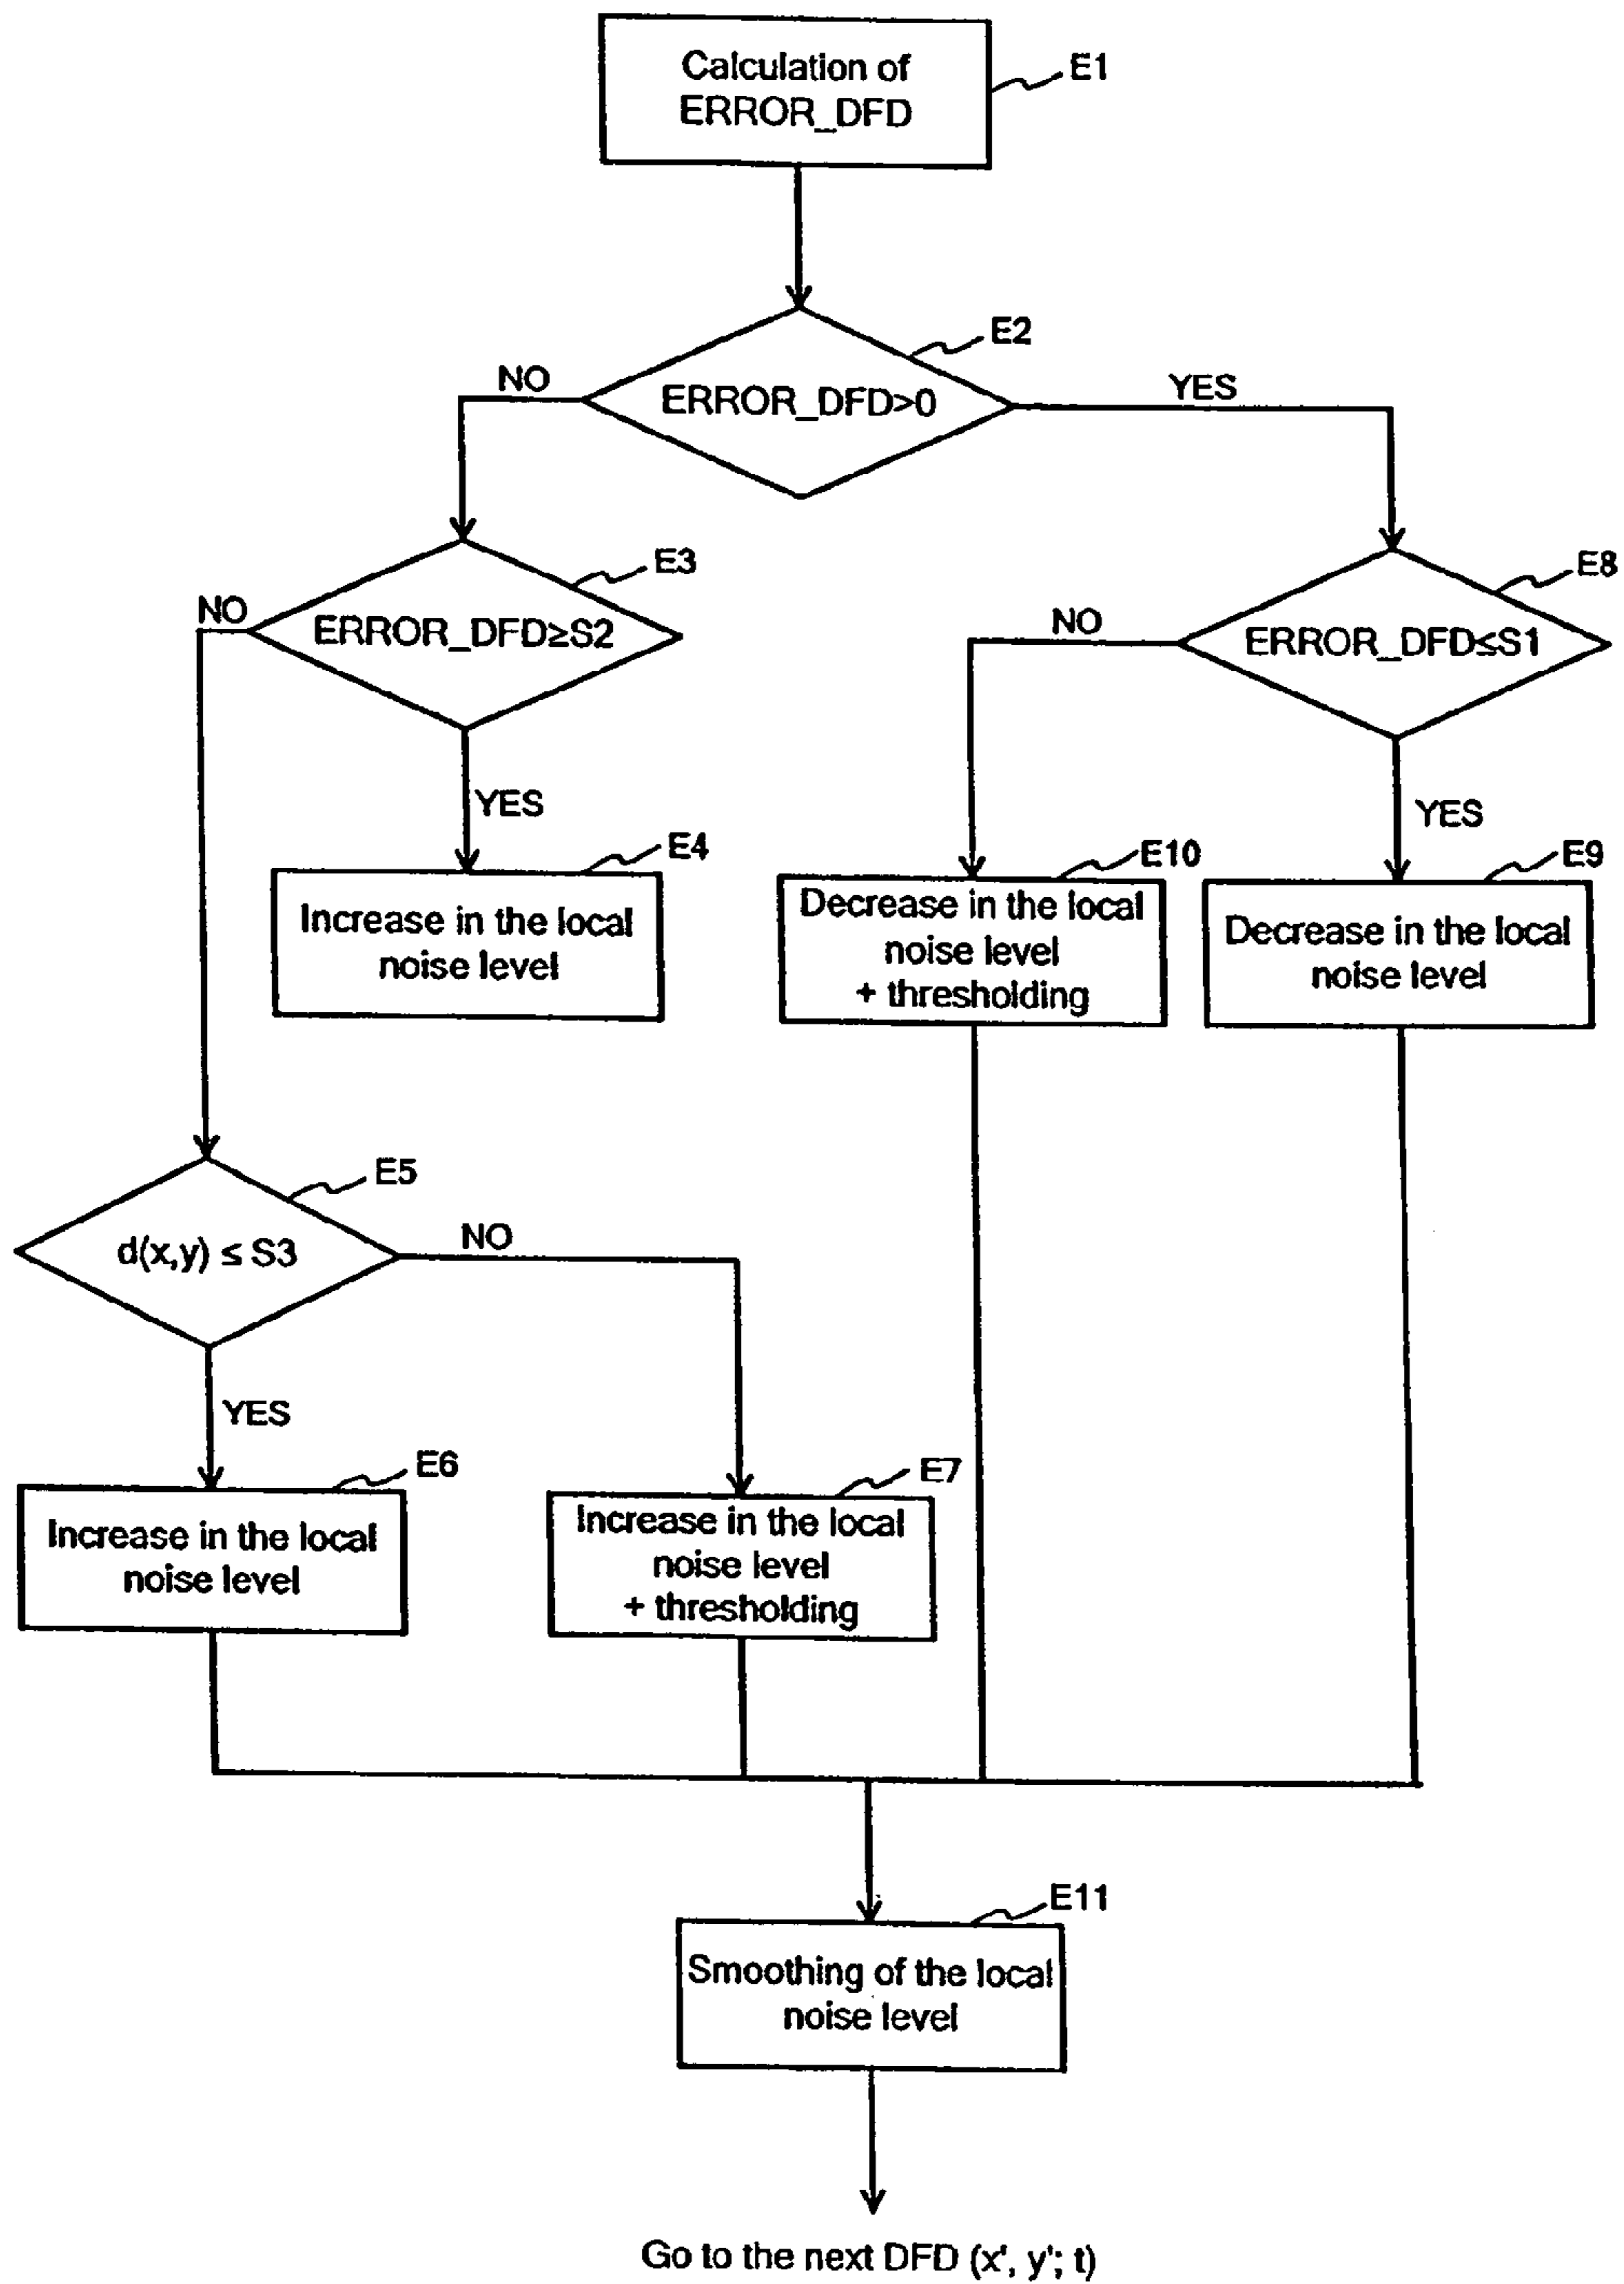 Calculation of
ERROR_DFD
E1
E2
NO
ERROR_DFD>0
YES
E3
NO
ERROR_DFD≥S2
YES
E8
NO
ERROR_DFD≤S1
YES
E4
Increase in the local
noise level
E10
Decrease in the local
noise level
+ thresholding
E9
Decrease in the local
noise level
E5
d(x,y) ≤ S3
NO
YES
E6
Increase in the local
noise level
E7
Increase in the local
noise level
+ thresholding
E11
Smoothing of the local
noise level
Go to the next DFD (x', y'; t)